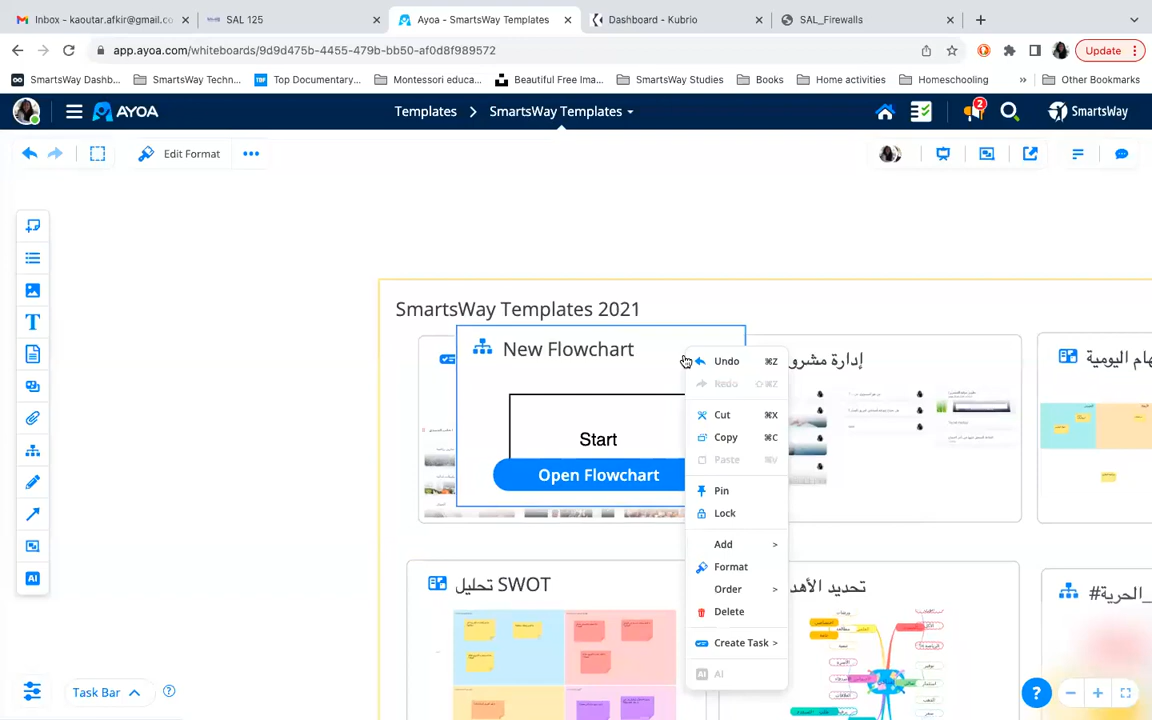 Inbox - kaoutar.afkir@gmail.co
SAL 125
Ayoa - SmartsWay Templates
Dashboard - Kubrio
SAL_Firewalls
app.ayoa.com/whiteboards/9d9d475b-4455-479b-bb50-af0d8f989572
Update
SmartsWay Dashb...
SmartsWay Techn...
TBF
Top Documentary...
Montessori educa...
Beautiful Free Ima...
SmartsWay Studies
Books
Home activities
Homeschooling
»
Other Bookmarks
AYOA
Templates > SmartsWay Templates
2
SmartsWay
Edit Format
SmartsWay Templates 2021
New Flowchart
Start
Open Flowchart
إدارة مشرو
هام اليومية
Undo ⌘Z
Redo ⇧⌘Z
Cut ⌘X
Copy ⌘C
Paste ⌘V
Pin
Lock
Add >
Format
Order >
Delete
Create Task >
AI
تحليل SWOT
تحديد الأهد
#الحرية_
T
AI
Task Bar
?
?